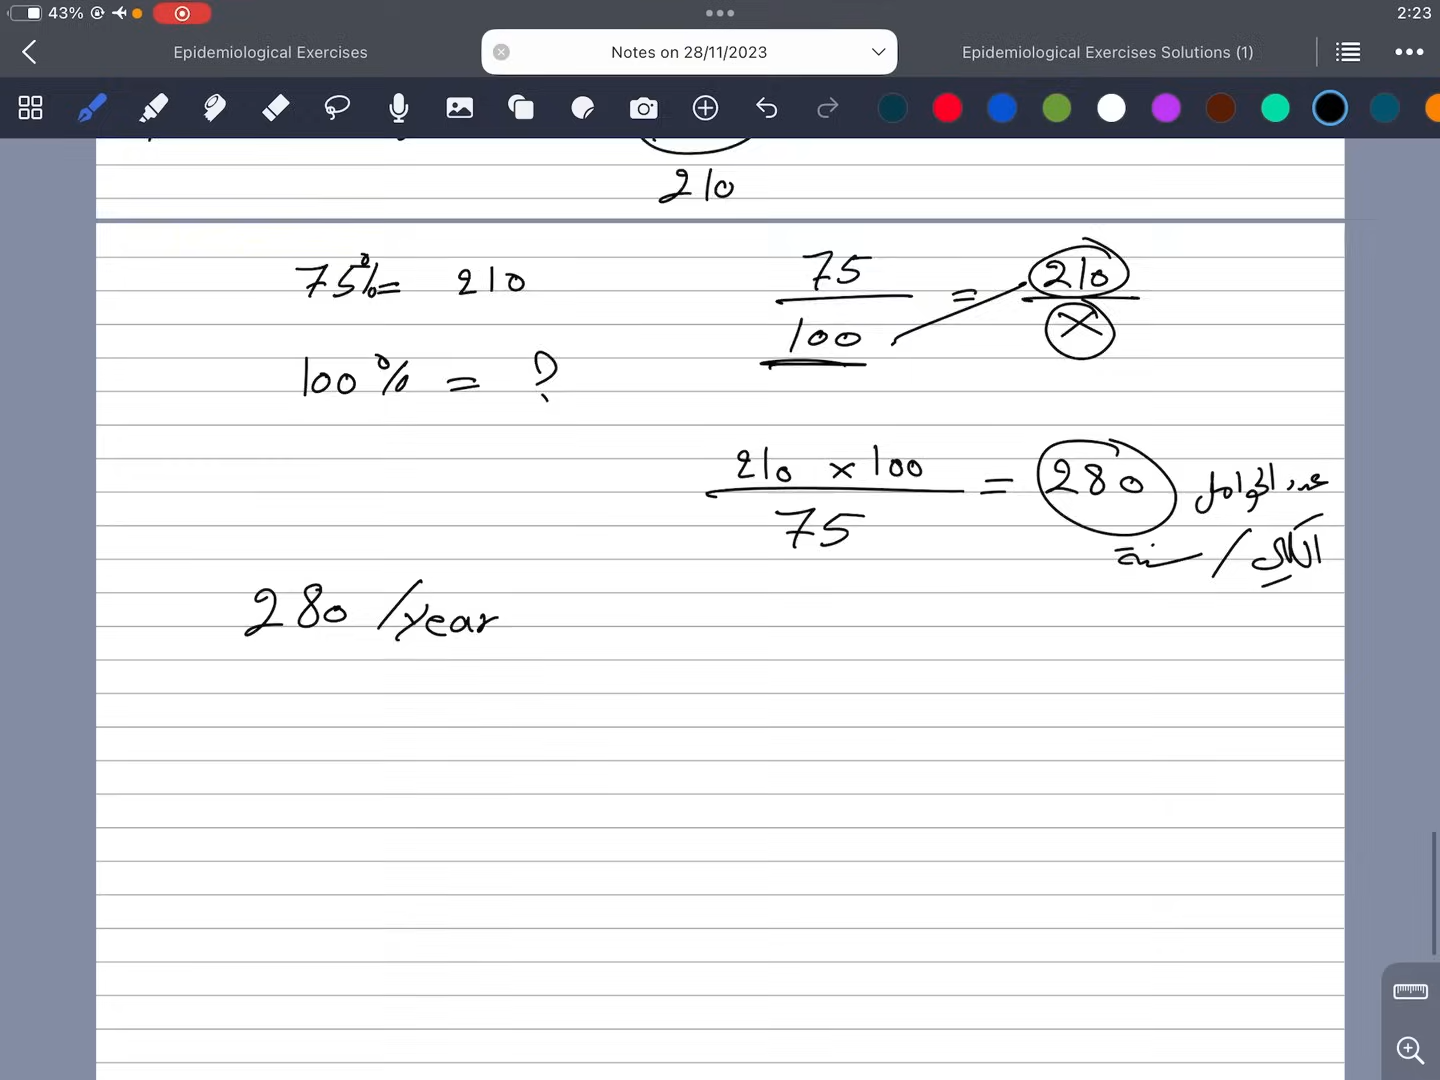 43% 2:23
Epidemiological Exercises Notes on 28/11/2023 Epidemiological Exercises Solutions (1)
210
75% = 210
100% = ?
75 / 100 = 210 / X
210 x 100 / 75 = 280 عدد الحوامل
الكلي / سنة
280 /year